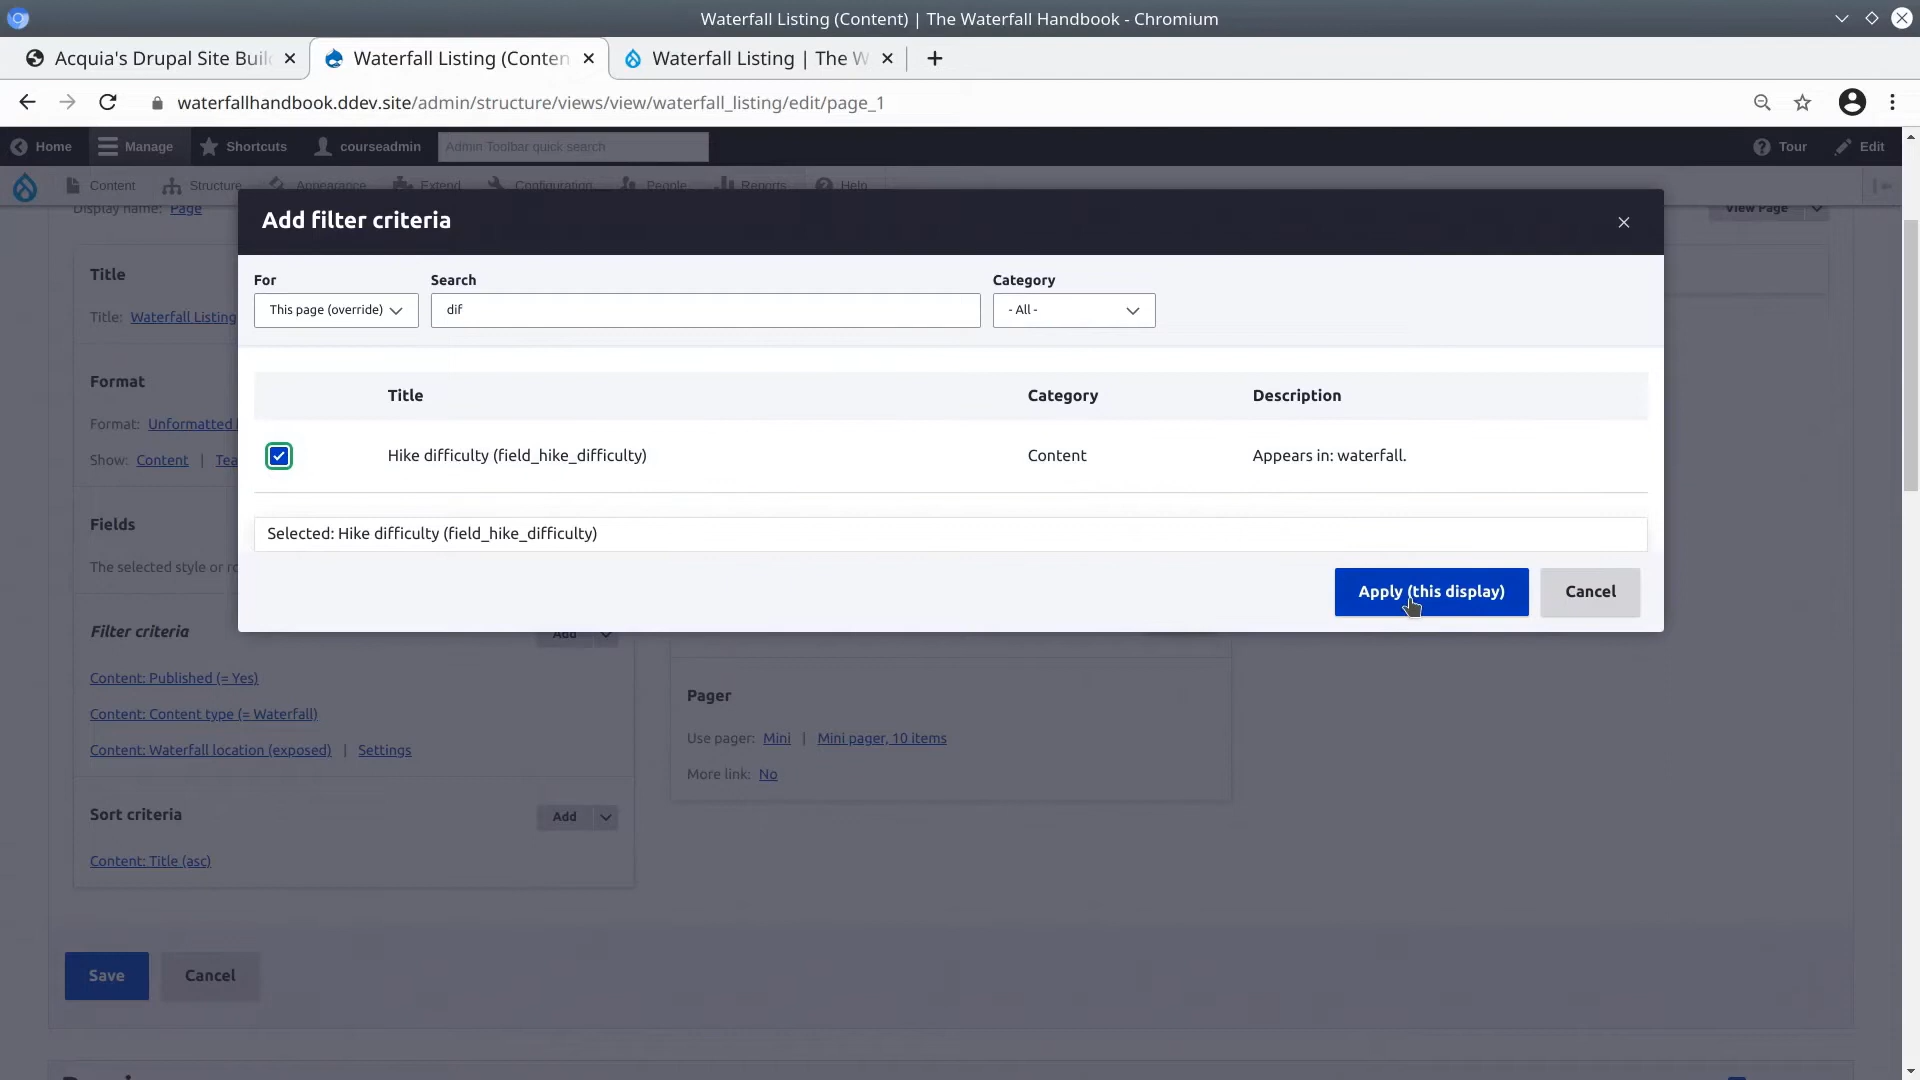 Waterfall Listing (Content) | The Waterfall Handbook - Chromium
Acquia's Drupal Site Buil
Waterfall Listing (Conten
Waterfall Listing | The W
waterfallhandbook.ddev.site/admin/structure/views/view/waterfall_listing/edit/page_1
Home
Manage
Shortcuts
courseadmin
Admin Toolbar quick search
Tour
Edit
Content
Structure
Appearance
Extend
Configuration
People
Reports
Help
Display name: Page
View Page
Add filter criteria
For
Search
Category
This page (override)
dif
- All -
Title
Category
Description
Hike difficulty (field_hike_difficulty)
Content
Appears in: waterfall.
Selected: Hike difficulty (field_hike_difficulty)
Apply (this display)
Cancel
Title
Title: Waterfall Listing
Format
Format: Unformatted
Show: Content | Tea
Fields
The selected style or ro
Filter criteria
Add
Content: Published (= Yes)
Content: Content type (= Waterfall)
Content: Waterfall location (exposed) | Settings
Sort criteria
Add
Content: Title (asc)
Pager
Use pager: Mini | Mini pager, 10 items
More link: No
Save
Cancel